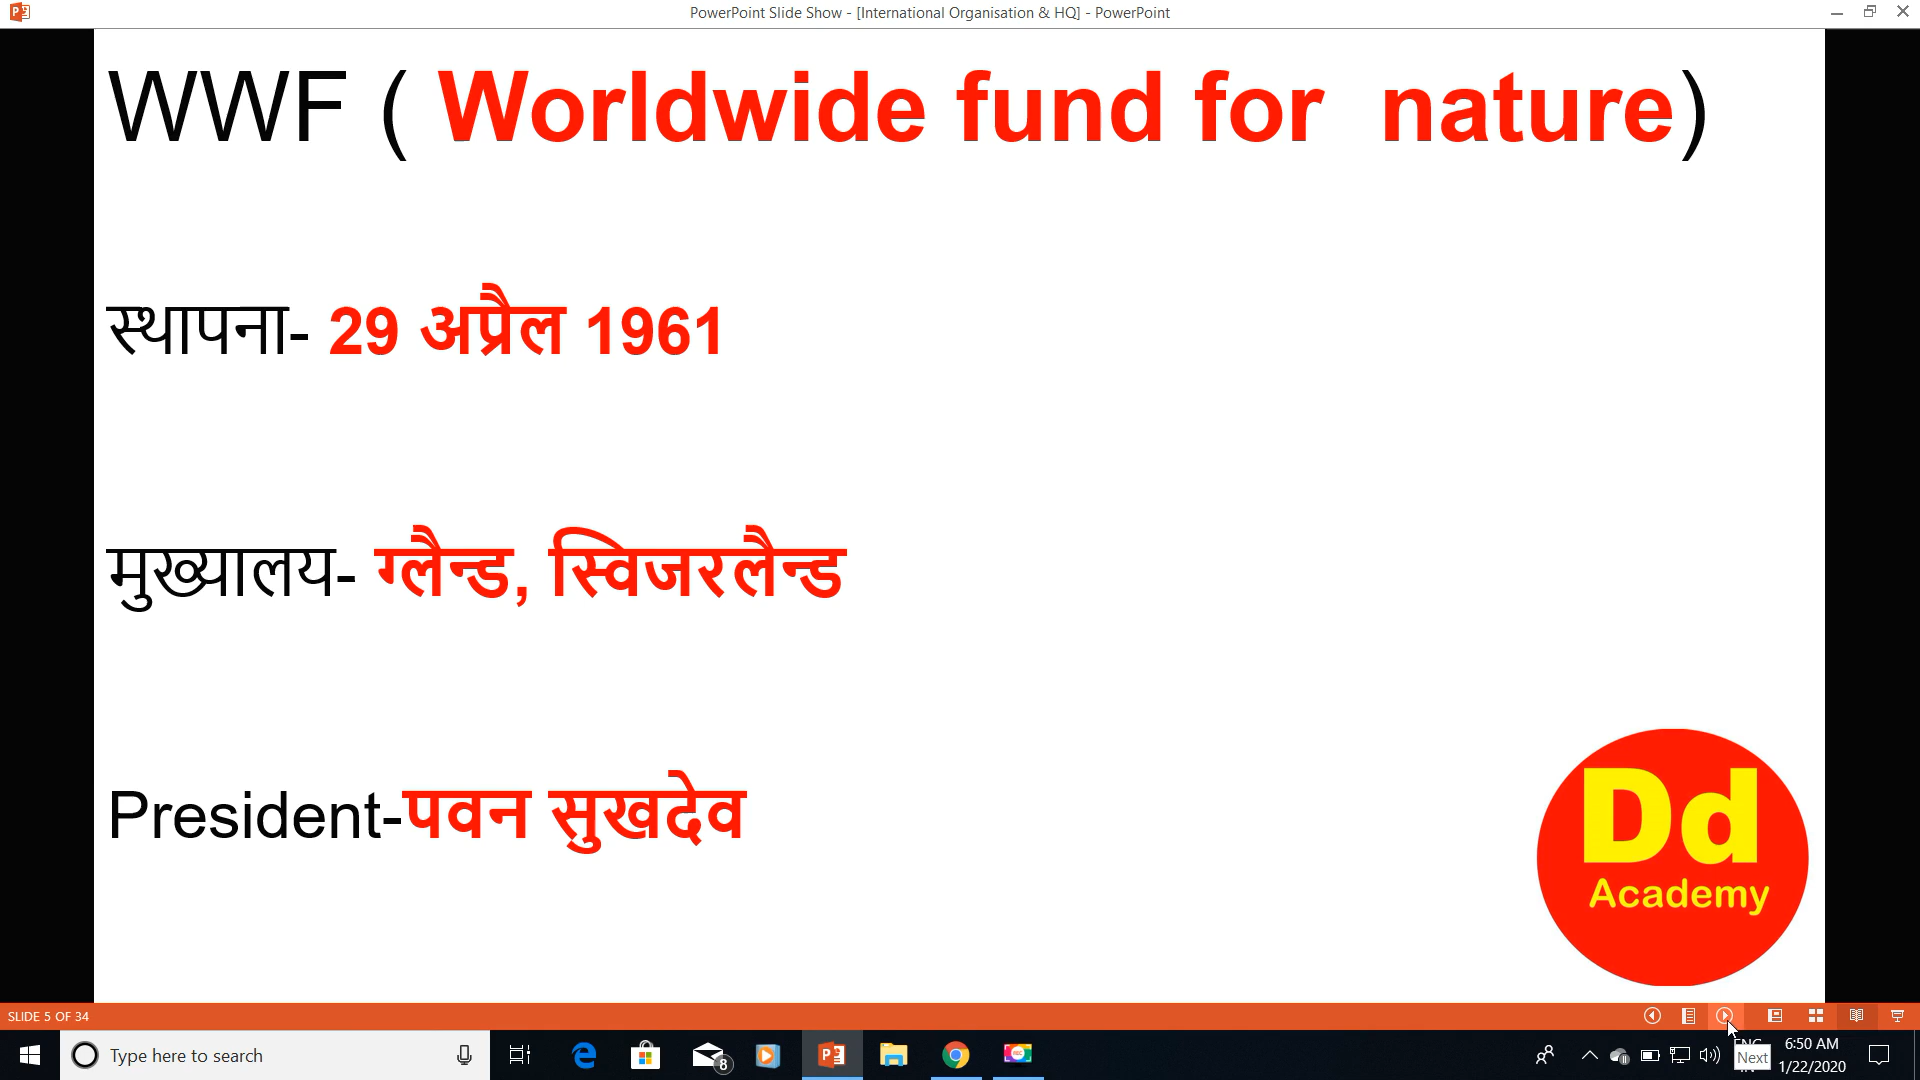 PowerPoint Slide Show - [International Organisation & HQ] - PowerPoint
WWF ( Worldwide fund for  nature)
स्थापना- 29 अप्रैल 1961
मुख्यालय- ग्लैन्ड, स्विजरलैन्ड
President-पवन सुखदेव
Dd
Academy
SLIDE 5 OF 34
Type here to search
8
Next
6:50 AM
1/22/2020